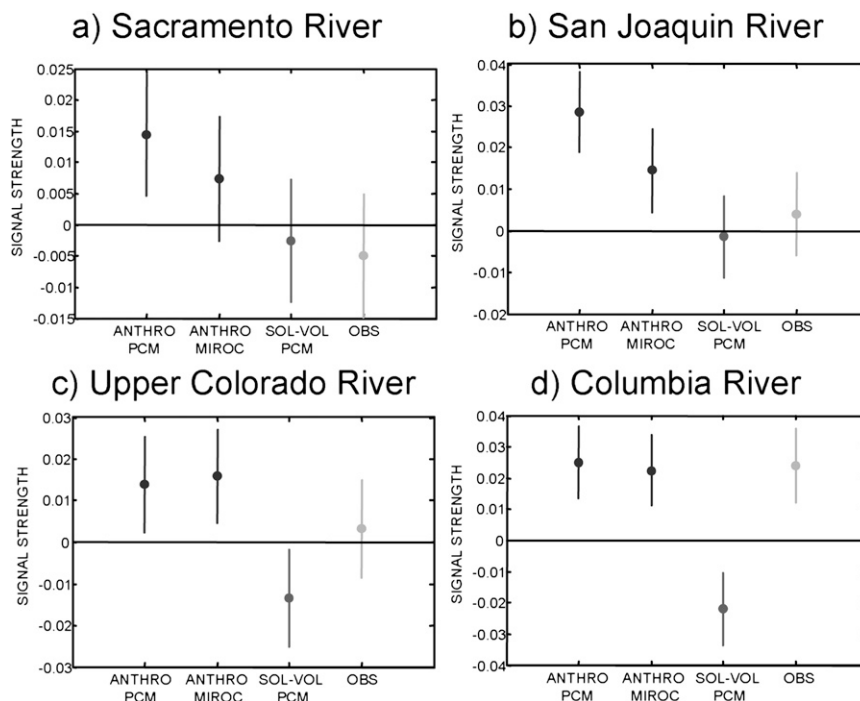 a) Sacramento River
SIGNAL STRENGTH
0.025
0.02
0.015
0.01
0.005
0
-0.005
-0.01
-0.015
ANTHRO PCM
ANTHRO MIROC
SOL-VOL PCM
OBS
b) San Joaquin River
SIGNAL STRENGTH
0.04
0.03
0.02
0.01
0
-0.01
-0.02
ANTHRO PCM
ANTHRO MIROC
SOL-VOL PCM
OBS
c) Upper Colorado River
SIGNAL STRENGTH
0.03
0.02
0.01
0
-0.01
-0.02
-0.03
ANTHRO PCM
ANTHRO MIROC
SOL-VOL PCM
OBS
d) Columbia River
SIGNAL STRENGTH
0.04
0.03
0.02
0.01
0
-0.01
-0.02
-0.03
-0.04
ANTHRO PCM
ANTHRO MIROC
SOL-VOL PCM
OBS